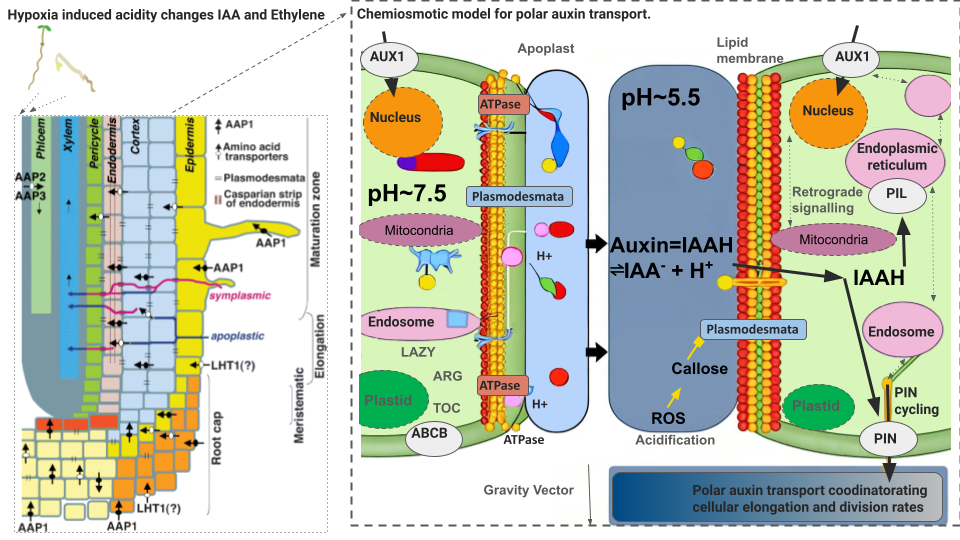 Hypoxia induced acidity changes IAA and Ethylene
Phloem
Xylem
Pericycle
Endodermis
Cortex
Epidermis
AAP1
Amino acid
transporters
Plasmodesmata
Casparian strip
of endodermis
AAP2
AAP3
AAP1
AAP1
symplasmic
apoplastic
LHT1(?)
LHT1(?)
AAP1
AAP1
Maturation zone
Elongation
Meristematic
Root cap
Chemiosmotic model for polar auxin transport.
AUX1
Nucleus
pH~7.5
Mitocondria
Endosome
LAZY
ARG
Plastid
TOC
ABCB
Apoplast
ATPase
Plasmodesmata
H+
ATPase
H+
ATPase
Gravity Vector
pH~5.5
Auxin=IAAH
⇌IAA⁻ + H⁺
Plasmodesmata
Callose
ROS
Acidification
Lipid
membrane
AUX1
Nucleus
Endoplasmic
reticulum
PIL
Retrograde
signalling
Mitocondria
IAAH
Endosome
Plastid
PIN
cycling
PIN
Polar auxin transport coodinatorating
cellular elongation and division rates